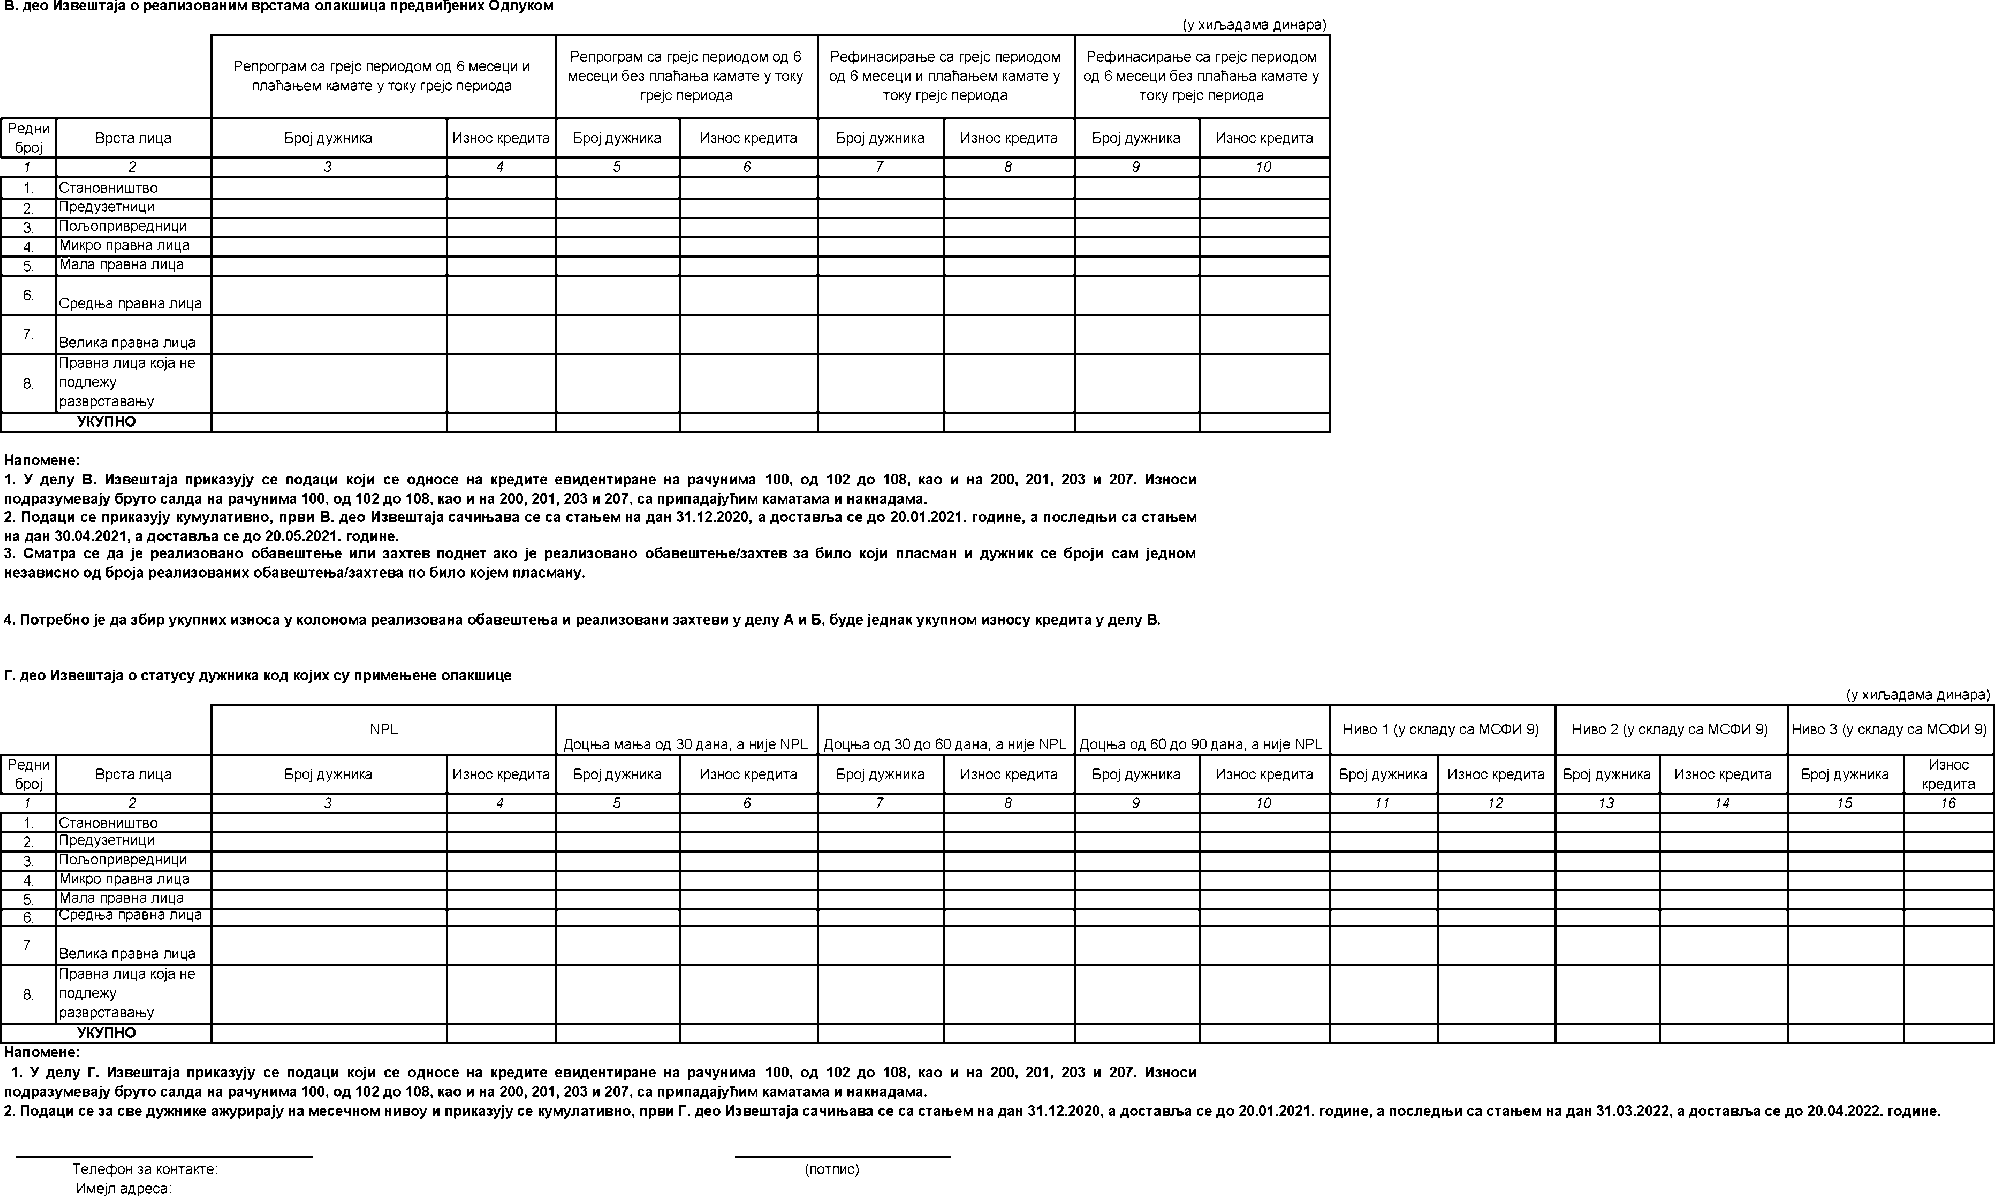 В. део Извештаја о реализованим врстама олакшица предвиђених Одлуком
(у хиљадама динара)
Репрограм са грејс периодом од 6 месеци и
плаћањем камате у току грејс периода
Репрограм са грејс периодом од 6
месеци без плаћања камате у току
грејс периода
Рефинасирање са грејс периодом
од 6 месеци и плаћањем камате у
току грејс периода
Рефинасирање са грејс периодом
од 6 месеци без плаћања камате у
току грејс периода
Редни
број
Врста лица
Број дужника
Износ кредита
Број дужника
Износ кредита
Број дужника
Износ кредита
Број дужника
Износ кредита
1 2 3 4 5 6 7 8 9 10
1. Становништво
2. Предузетници
3. Пољопривредници
4. Микро правна лица
5. Мала правна лица
6. Средња правна лица
7. Велика правна лица
8. Правна лица која не
подлежу
разврставању
УКУПНО
Напомене:
1. У делу В. Извештаја приказују се подаци који се односе на кредите евидентиране на рачунима 100, од 102 до 108, као и на 200, 201, 203 и 207. Износи
подразумевају бруто салда на рачунима 100, од 102 до 108, као и на 200, 201, 203 и 207, са припадајућим каматама и накнадама.
2. Подаци се приказују кумулативно, први В. део Извештаја сачињава се са стањем на дан 31.12.2020, а доставља се до 20.01.2021. године, а последњи са стањем
на дан 30.04.2021, а доставља се до 20.05.2021. године.
3. Сматра се да је реализовано обавештење или захтев поднет ако је реализовано обавештење/захтев за било који пласман и дужник се броји сам једном
независно од броја реализованих обавештења/захтева по било којем пласману.
4. Потребно је да збир укупних износа у колонома реализована обавештења и реализовани захтеви у делу А и Б, буде једнак укупном износу кредита у делу В.
Г. део Извештаја о статусу дужника код којих су примењене олакшице
(у хиљадама динара)
NPL
Доцња мања од 30 дана, а није NPL
Доцња од 30 до 60 дана, а није NPL
Доцња од 60 до 90 дана, а није NPL
Ниво 1 (у складу са МСФИ 9)
Ниво 2 (у складу са МСФИ 9)
Ниво 3 (у складу са МСФИ 9)
Редни
број
Врста лица
Број дужника
Износ кредита
Број дужника
Износ кредита
Број дужника
Износ кредита
Број дужника
Износ кредита
Број дужника
Износ кредита
Број дужника
Износ кредита
Број дужника
Износ
кредита
1 2 3 4 5 6 7 8 9 10 11 12 13 14 15 16
1. Становништво
2. Предузетници
3. Пољопривредници
4. Микро правна лица
5. Мала правна лица
6. Средња правна лица
7 Велика правна лица
8. Правна лица која не
подлежу
разврставању
УКУПНО
Напомене:
1. У делу Г. Извештаја приказују се подаци који се односе на кредите евидентиране на рачунима 100, од 102 до 108, као и на 200, 201, 203 и 207. Износи
подразумевају бруто салда на рачунима 100, од 102 до 108, као и на 200, 201, 203 и 207, са припадајућим каматама и накнадама.
2. Подаци се за све дужнике ажурирају на месечном нивоу и приказују се кумулативно, први Г. део Извештаја сачињава се са стањем на дан 31.12.2020, а доставља се до 20.01.2021. године, а последњи са стањем на дан 31.03.2022, а доставља се до 20.04.2022. године.
Телефон за контакте:
(потпис)
Имејл адреса: